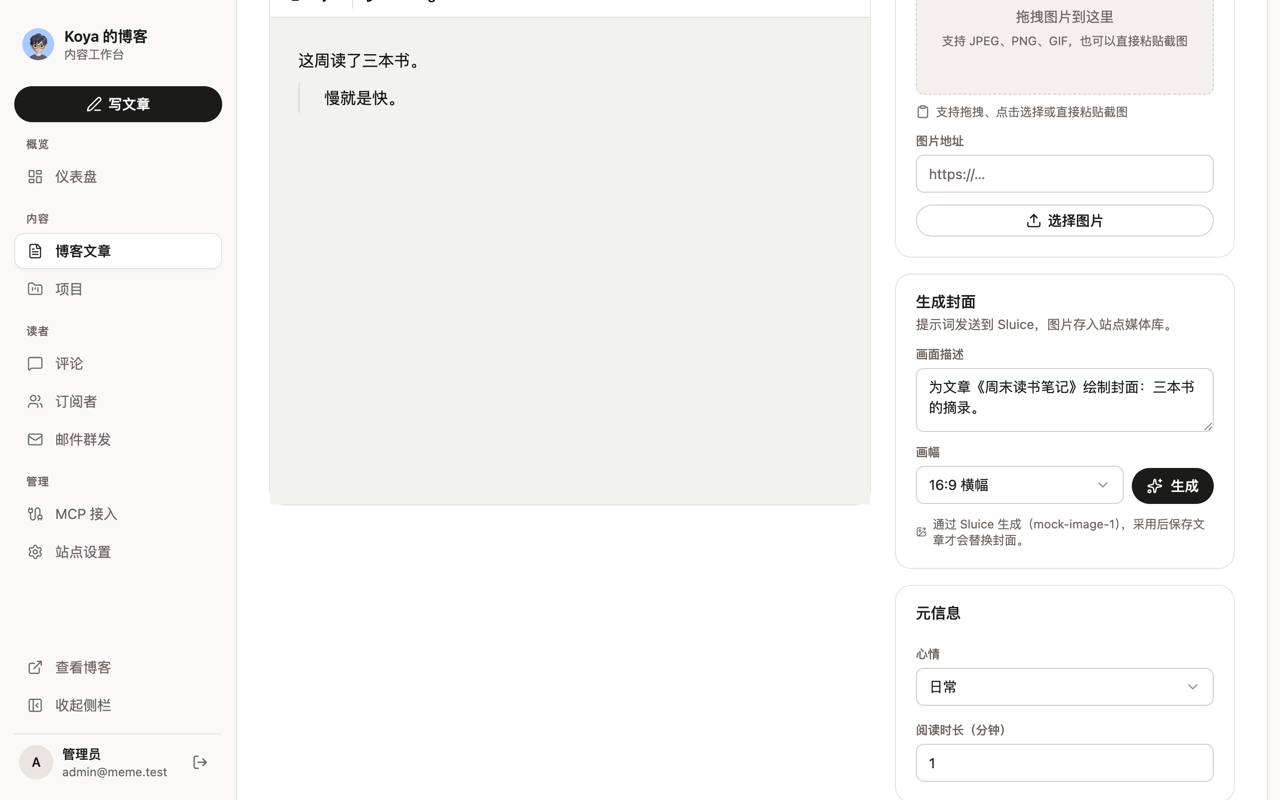 Koya 的博客
内容工作台
写文章
概览
仪表盘
内容
博客文章
项目
读者
评论
订阅者
邮件群发
管理
MCP 接入
站点设置
查看博客
收起侧栏
A
管理员
admin@meme.test
这周读了三本书。
慢就是快。
拖拽图片到这里
支持 JPEG、PNG、GIF，也可以直接粘贴截图
支持拖拽、点击选择或直接粘贴截图
图片地址
https://...
选择图片
生成封面
提示词发送到 Sluice，图片存入站点媒体库。
画面描述
为文章《周末读书笔记》绘制封面：三本书
的摘录。
画幅
16:9 横幅
生成
通过 Sluice 生成（mock-image-1），采用后保存文
章才会替换封面。
元信息
心情
日常
阅读时长（分钟）
1